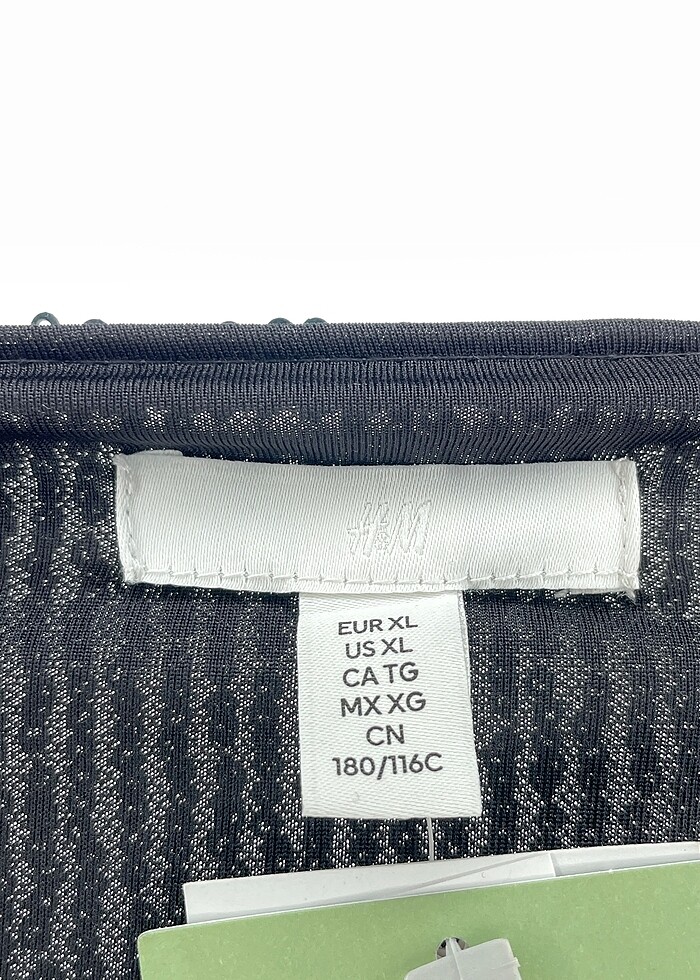 H&M
EUR XL
US XL
CA TG
MX XG
CN
180/116C